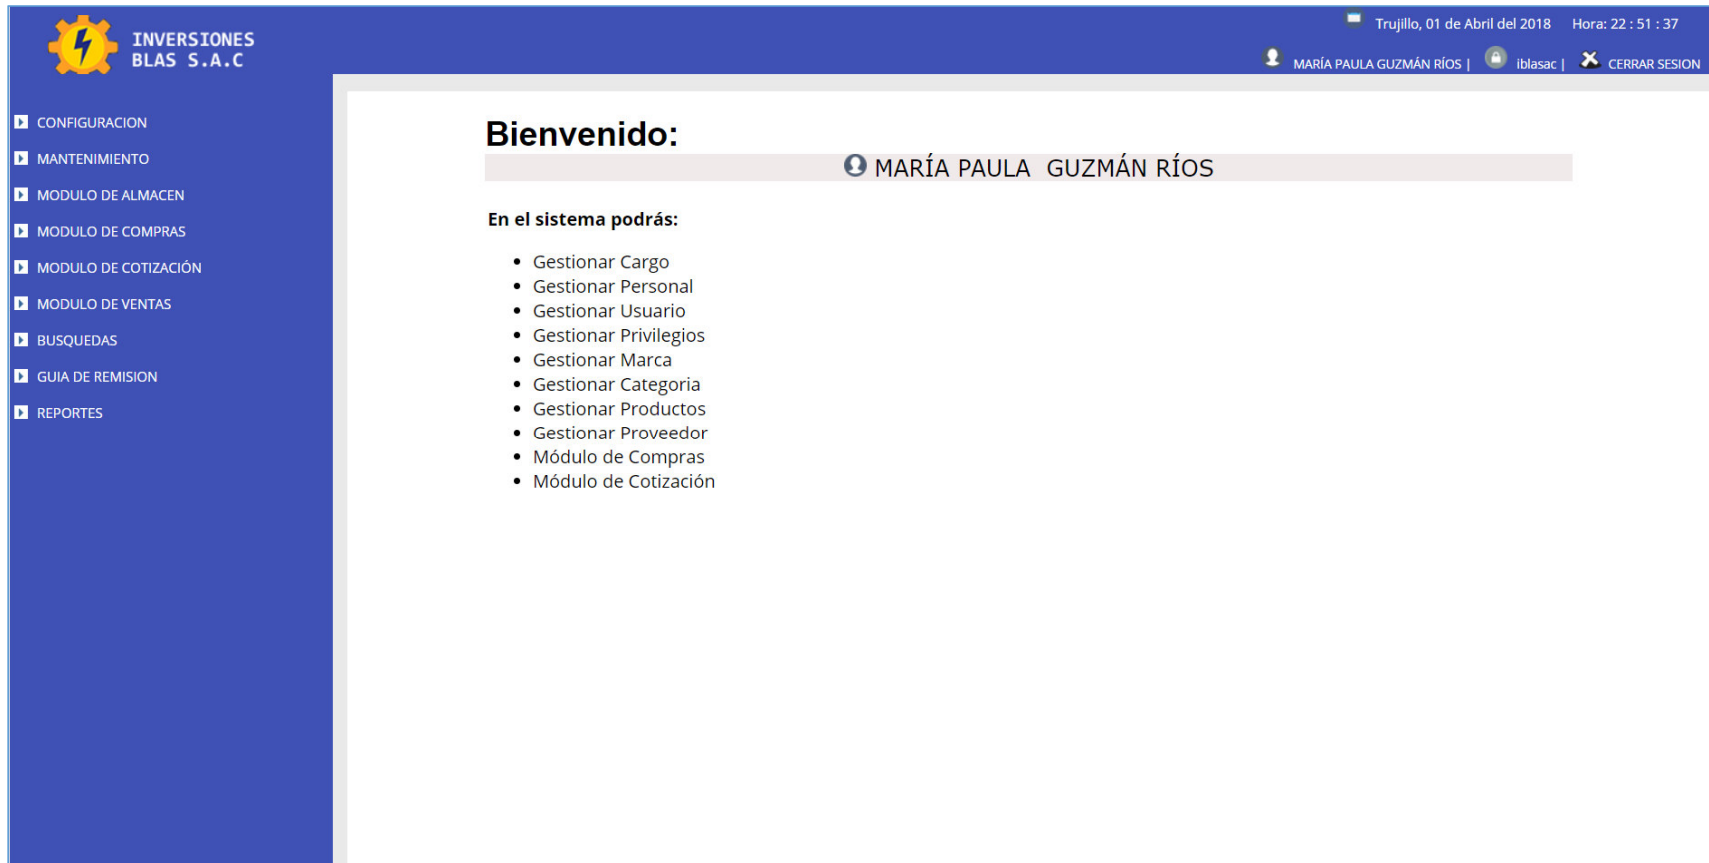 INVERSIONES
BLAS S.A.C
Trujillo, 01 de Abril del 2018 Hora: 22 : 51 : 37
MARÍA PAULA GUZMÁN RÍOS | iblasac | CERRAR SESION
CONFIGURACION
MANTENIMIENTO
MODULO DE ALMACEN
MODULO DE COMPRAS
MODULO DE COTIZACIÓN
MODULO DE VENTAS
BUSQUEDAS
GUIA DE REMISION
REPORTES
Bienvenido:
MARÍA PAULA GUZMÁN RÍOS
En el sistema podrás:
• Gestionar Cargo
• Gestionar Personal
• Gestionar Usuario
• Gestionar Privilegios
• Gestionar Marca
• Gestionar Categoria
• Gestionar Productos
• Gestionar Proveedor
• Módulo de Compras
• Módulo de Cotización